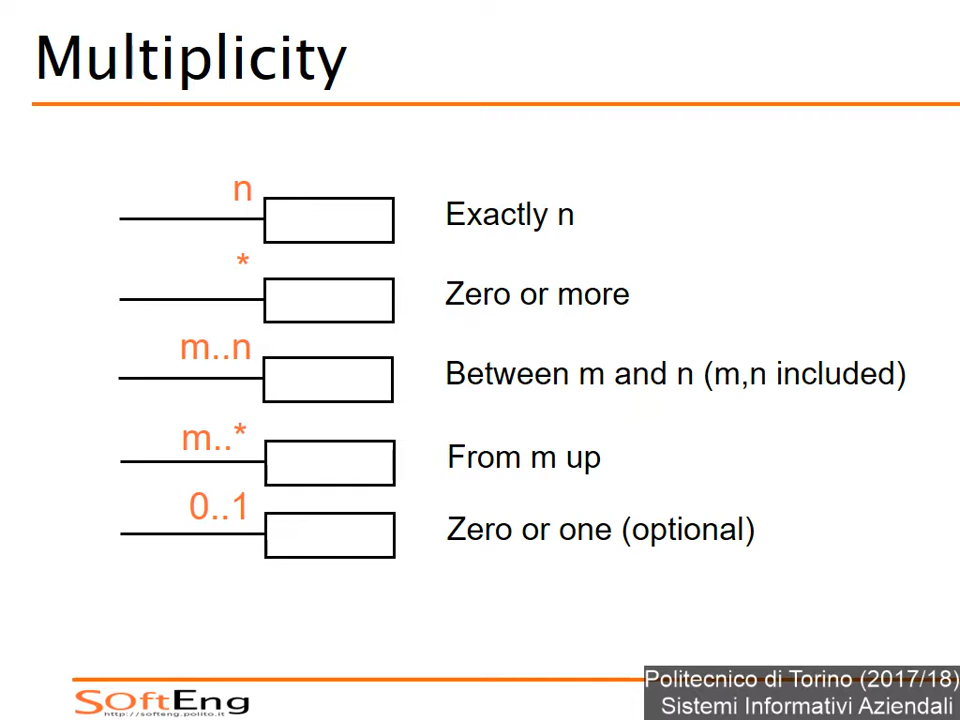 Multiplicity
n
Exactly n
*
Zero or more
m..n
Between m and n (m,n included)
m..*
From m up
0..1
Zero or one (optional)
SOftEng
http://softeng.polito.it
Politecnico di Torino (2017/18)
Sistemi Informativi Aziendali